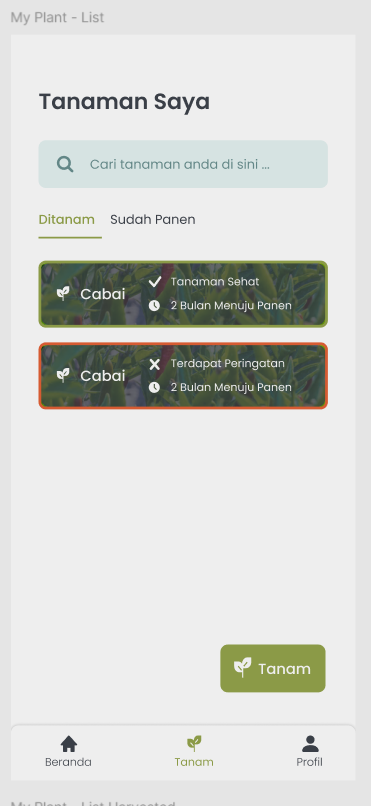 My Plant - List
Tanaman Saya
Cari tanaman anda di sini ...
Ditanam Sudah Panen
Cabai
Tanaman Sehat
2 Bulan Menuju Panen
Cabai
Terdapat Peringatan
2 Bulan Menuju Panen
Tanam
Beranda Tanam Profil
My Plant - List Harvested